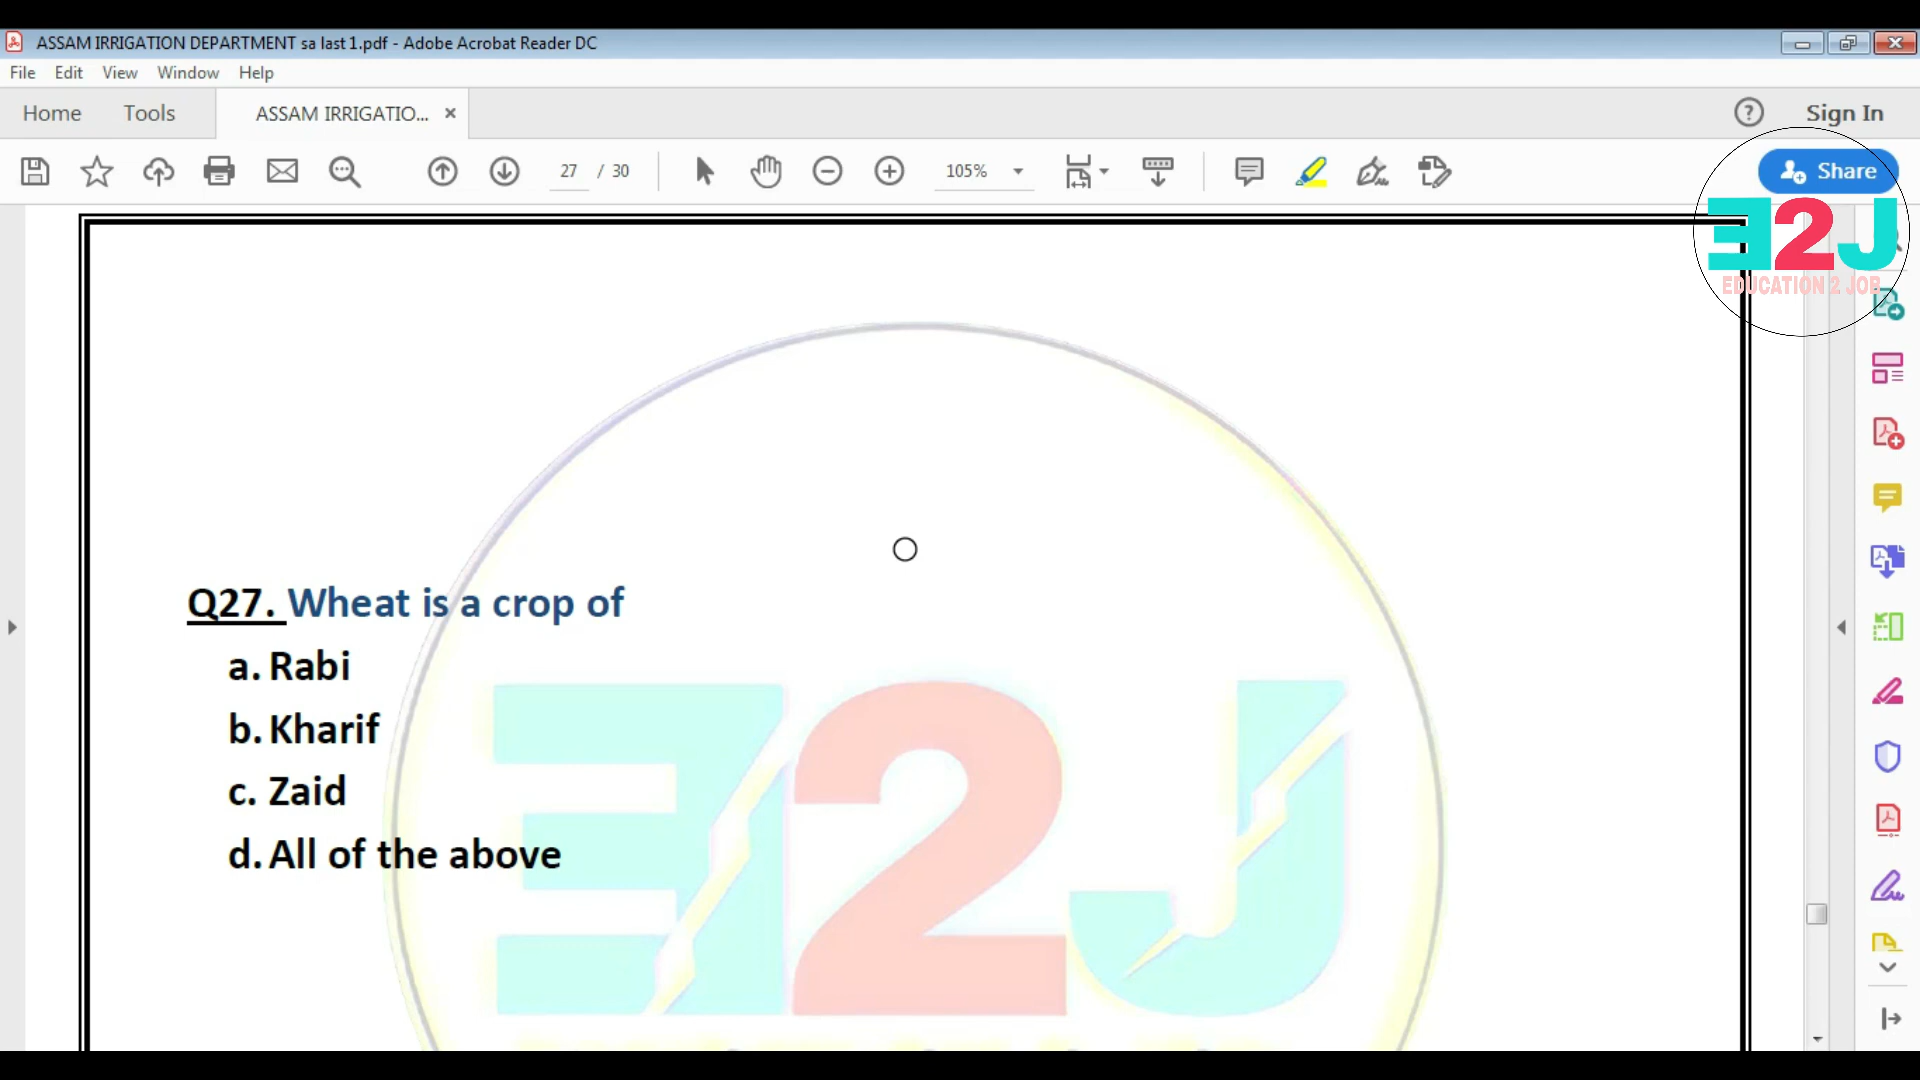 ASSAM IRRIGATION DEPARTMENT sa last 1.pdf - Adobe Acrobat Reader DC
File Edit View Window Help
Home Tools ASSAM IRRIGATIO... × ? Sign In
27 / 30 105% Share
E2J
EDUCATION 2 JOB
Q27. Wheat is a crop of
a. Rabi
b. Kharif
c. Zaid
d. All of the above
E2J